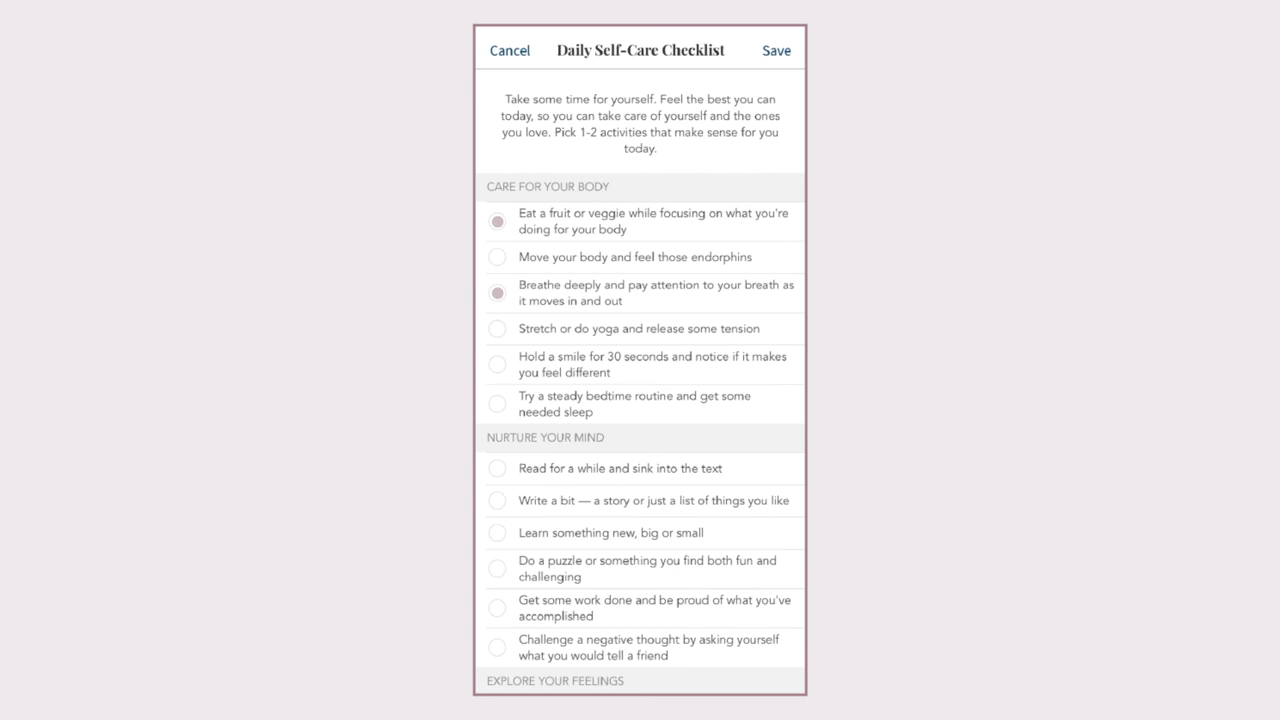 Cancel Daily Self-Care Checklist Save
Take some time for yourself. Feel the best you can
today, so you can take care of yourself and the ones
you love. Pick 1-2 activities that make sense for you
today.
CARE FOR YOUR BODY
Eat a fruit or veggie while focusing on what you're
doing for your body
Move your body and feel those endorphins
Breathe deeply and pay attention to your breath as
it moves in and out
Stretch or do yoga and release some tension
Hold a smile for 30 seconds and notice if it makes
you feel different
Try a steady bedtime routine and get some
needed sleep
NURTURE YOUR MIND
Read for a while and sink into the text
Write a bit — a story or just a list of things you like
Learn something new, big or small
Do a puzzle or something you find both fun and
challenging
Get some work done and be proud of what you've
accomplished
Challenge a negative thought by asking yourself
what you would tell a friend
EXPLORE YOUR FEELINGS